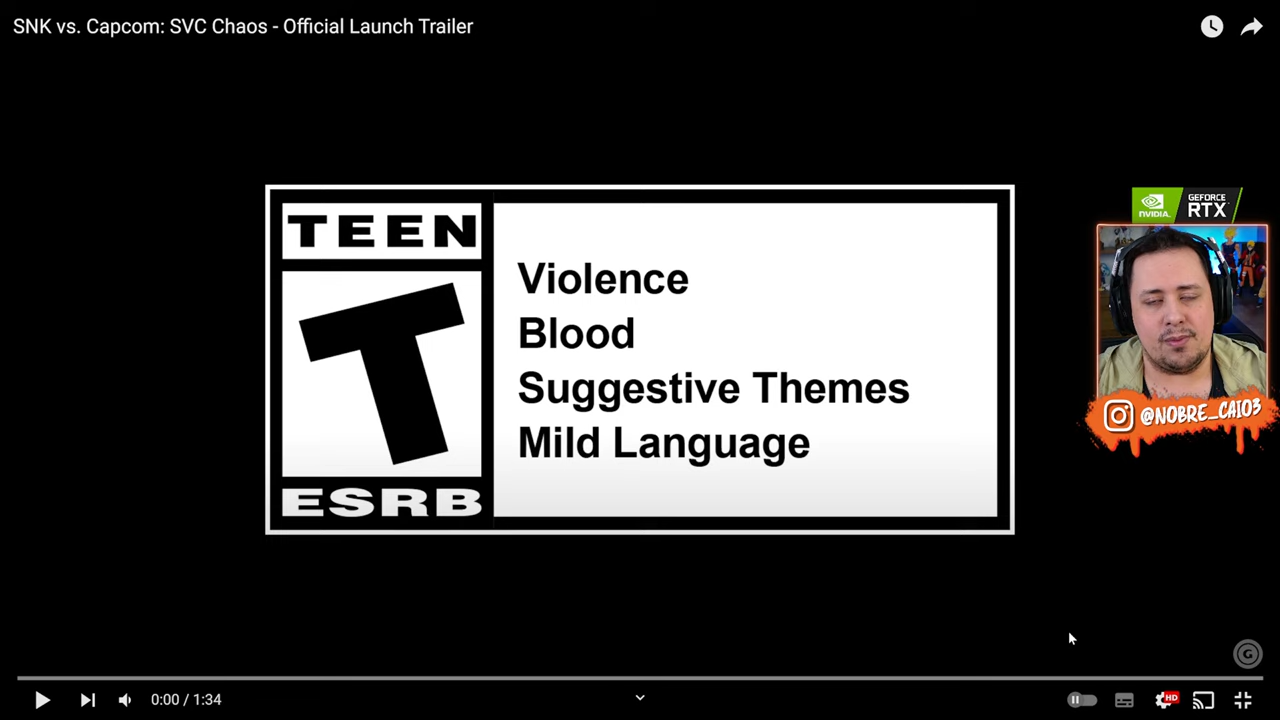 SNK vs. Capcom: SVC Chaos - Official Launch Trailer
TEEN
T
ESRB
Violence
Blood
Suggestive Themes
Mild Language
NVIDIA.
GEFORCE
RTX
@NOBRE_CAIO3
0:00 / 1:34
HD
G